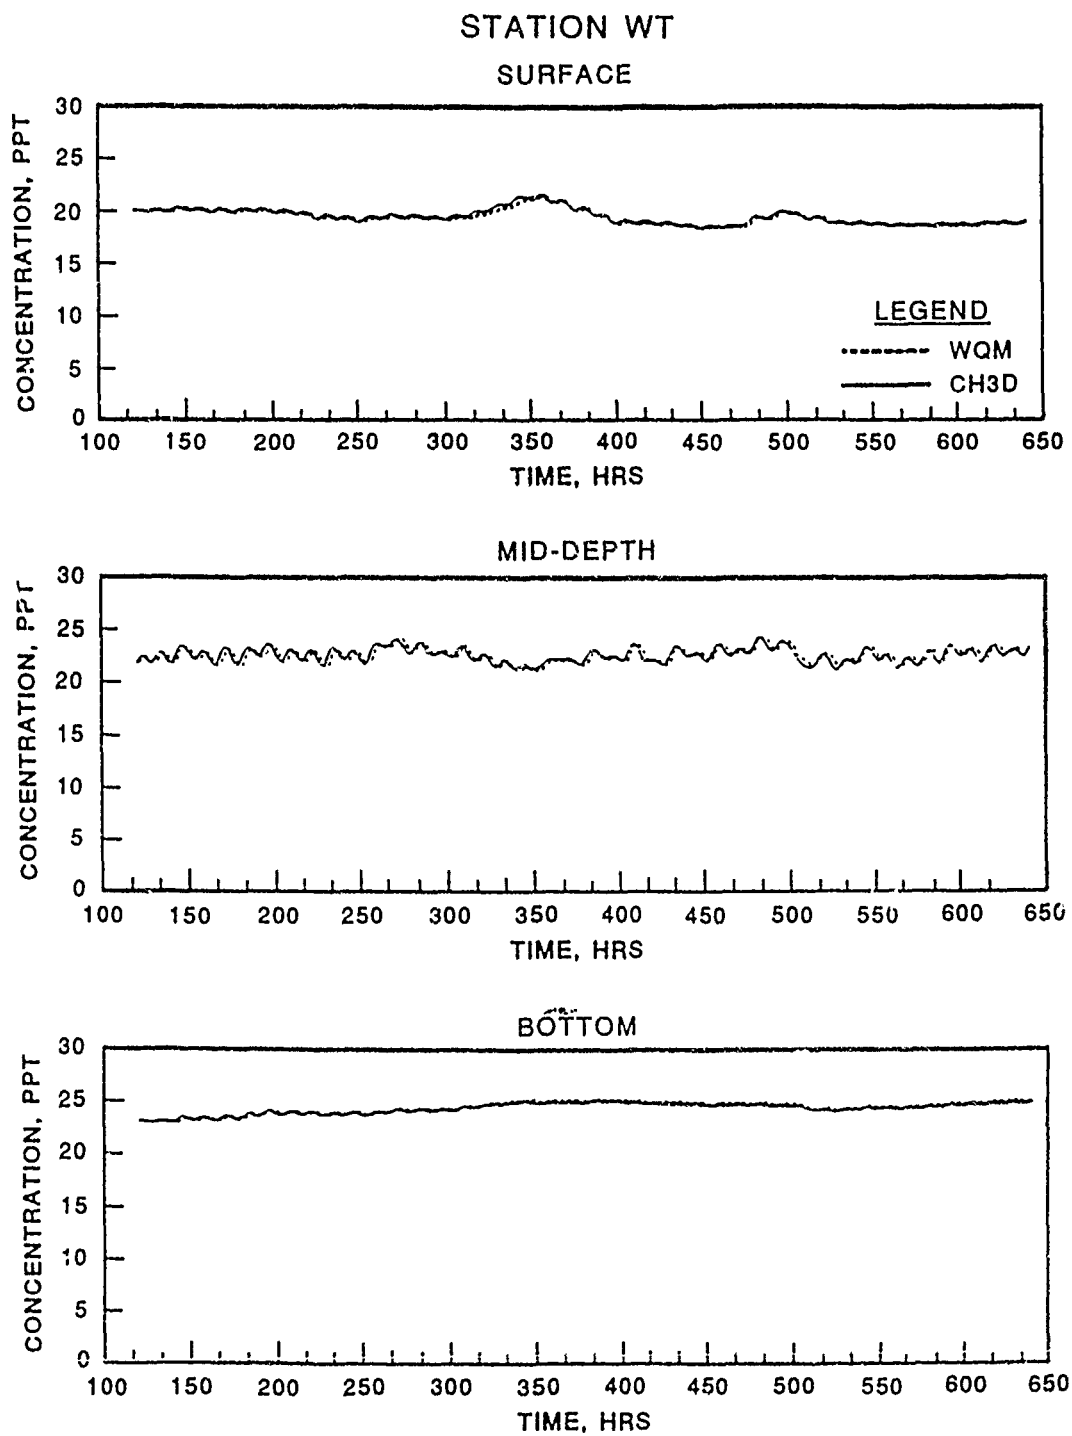 STATION WT
SURFACE
CONCENTRATION, PPT
30
25
20
15
10
5
0
LEGEND
WQM
CH3D
100 150 200 250 300 350 400 450 500 550 600 650
TIME, HRS
MID-DEPTH
CONCENTRATION, PPT
30
25
20
15
10
5
0
100 150 200 250 300 350 400 450 500 550 600 650
TIME, HRS
BOTTOM
CONCENTRATION, PPT
30
25
20
15
10
5
0
100 150 200 250 300 350 400 450 500 550 600 650
TIME, HRS